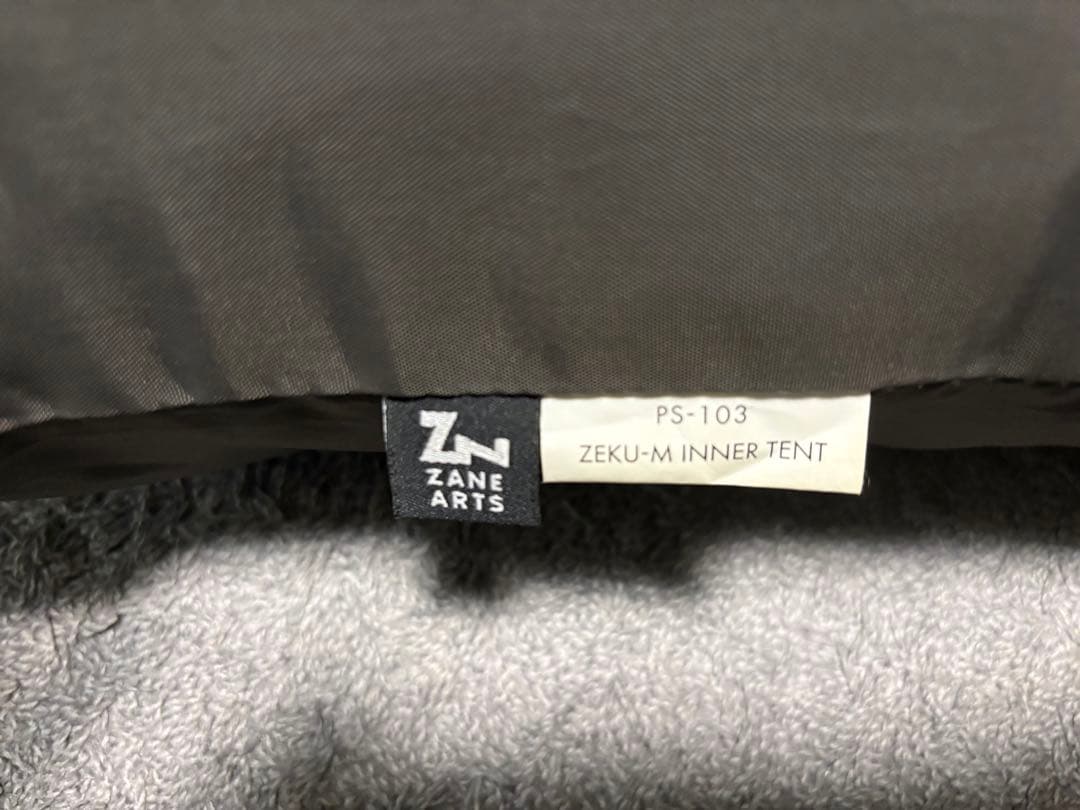 ZN
ZANE
ARTS
PS-103
ZEKU-M INNER TENT